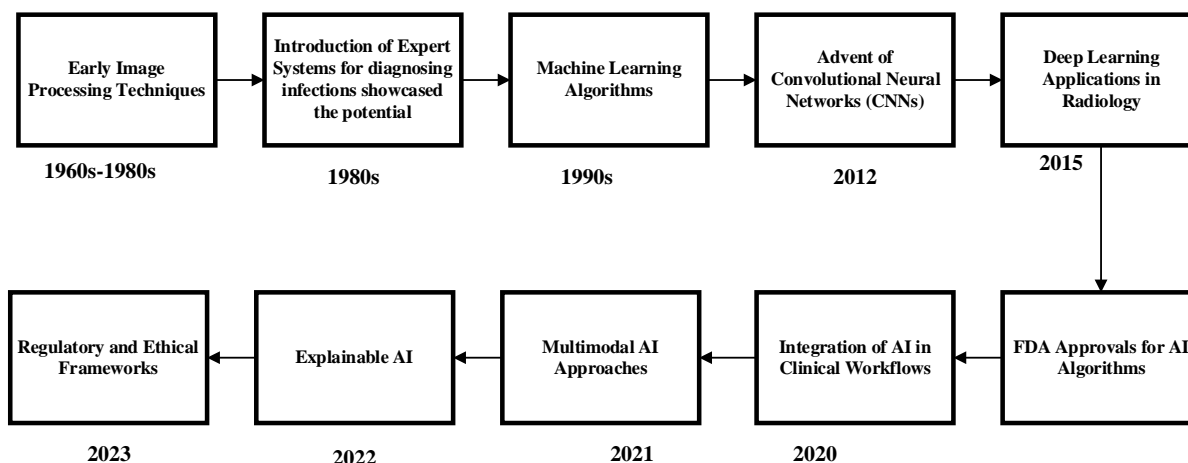 Early Image
Processing Techniques
1960s-1980s
Introduction of Expert
Systems for diagnosing
infections showcased
the potential
1980s
Machine Learning
Algorithms
1990s
Advent of
Convolutional Neural
Networks (CNNs)
2012
Deep Learning
Applications in
Radiology
2015
FDA Approvals for AI
Algorithms
Integration of AI in
Clinical Workflows
2020
Multimodal AI
Approaches
2021
Explainable AI
2022
Regulatory and Ethical
Frameworks
2023